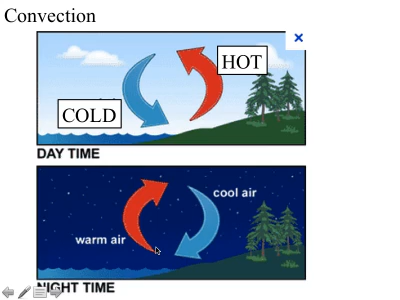 Convection
HOT
COLD
DAY TIME
cool air
warm air
NIGHT TIME